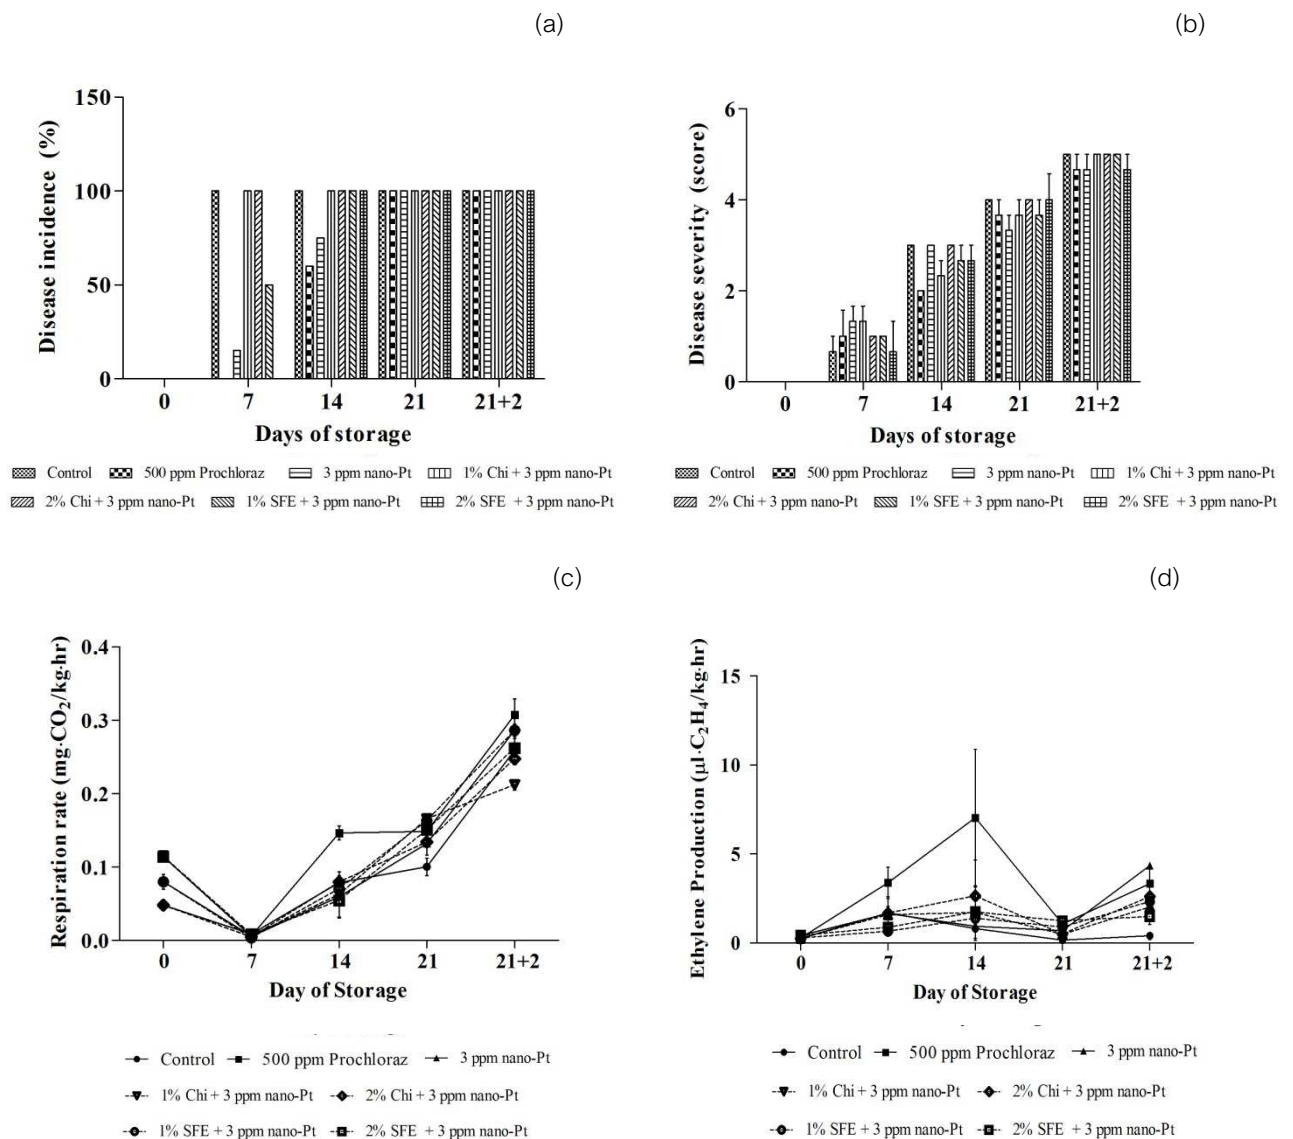 (a)
(b)
150
100
50
0
Disease incidence (%)
0 7 14 21 21+2
Days of storage
Control 500 ppm Prochloraz 3 ppm nano-Pt 1% Chi + 3 ppm nano-Pt
2% Chi + 3 ppm nano-Pt 1% SFE + 3 ppm nano-Pt 2% SFE + 3 ppm nano-Pt
6
4
2
0
Disease severity (score)
0 7 14 21 21+2
Days of storage
Control 500 ppm Prochloraz 3 ppm nano-Pt 1% Chi + 3 ppm nano-Pt
2% Chi + 3 ppm nano-Pt 1% SFE + 3 ppm nano-Pt 2% SFE + 3 ppm nano-Pt
(c)
(d)
0.4
0.3
0.2
0.1
0.0
Respiration rate (mg·CO₂/kg·hr)
0 7 14 21 21+2
Day of Storage
Control 500 ppm Prochloraz 3 ppm nano-Pt
1% Chi + 3 ppm nano-Pt 2% Chi + 3 ppm nano-Pt
1% SFE + 3 ppm nano-Pt 2% SFE + 3 ppm nano-Pt
15
10
5
0
Ethylene Production (µl·C₂H₄/kg·hr)
0 7 14 21 21+2
Day of Storage
Control 500 ppm Prochloraz 3 ppm nano-Pt
1% Chi + 3 ppm nano-Pt 2% Chi + 3 ppm nano-Pt
1% SFE + 3 ppm nano-Pt 2% SFE + 3 ppm nano-Pt